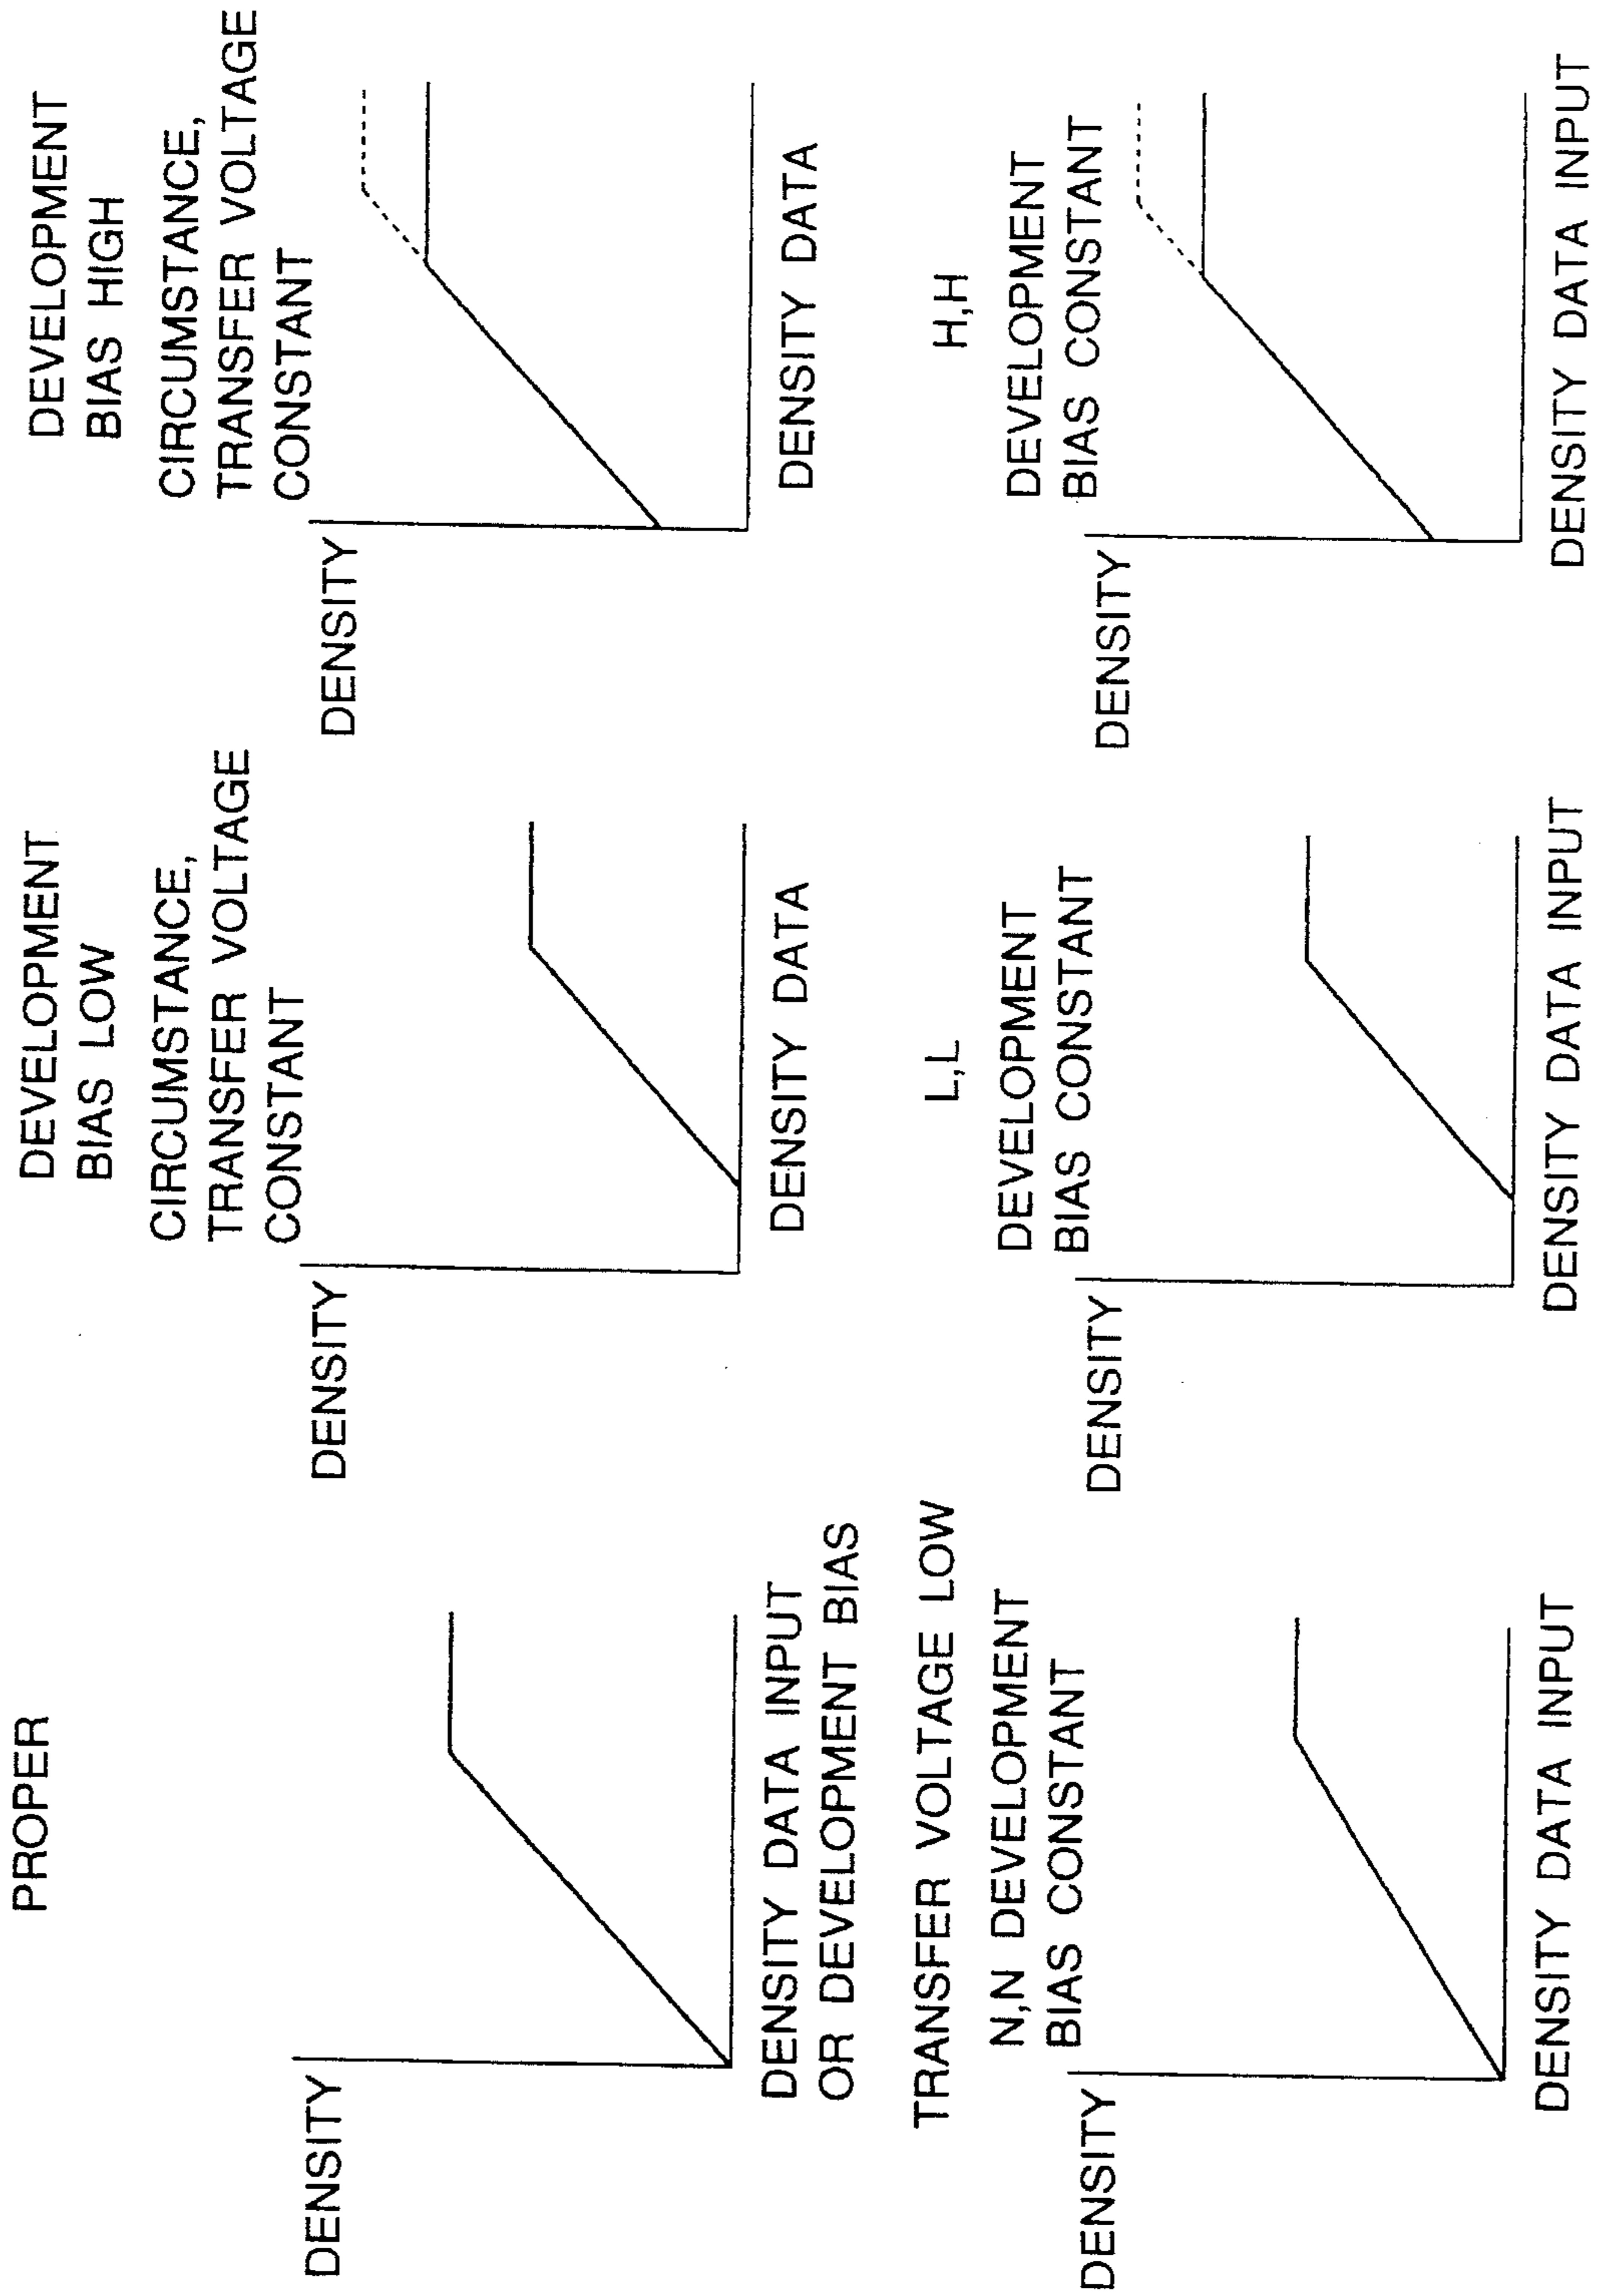 PROPER
DENSITY
DENSITY DATA INPUT
OR DEVELOPMENT BIAS
DEVELOPMENT
BIAS LOW
CIRCUMSTANCE,
TRANSFER VOLTAGE
CONSTANT
DENSITY
DENSITY DATA
DEVELOPMENT
BIAS HIGH
CIRCUMSTANCE,
TRANSFER VOLTAGE
CONSTANT
DENSITY
DENSITY DATA
TRANSFER VOLTAGE LOW
N,N DEVELOPMENT
BIAS CONSTANT
DENSITY
DENSITY DATA INPUT
L,L
DEVELOPMENT
BIAS CONSTANT
DENSITY
DENSITY DATA INPUT
H,H
DEVELOPMENT
BIAS CONSTANT
DENSITY
DENSITY DATA INPUT